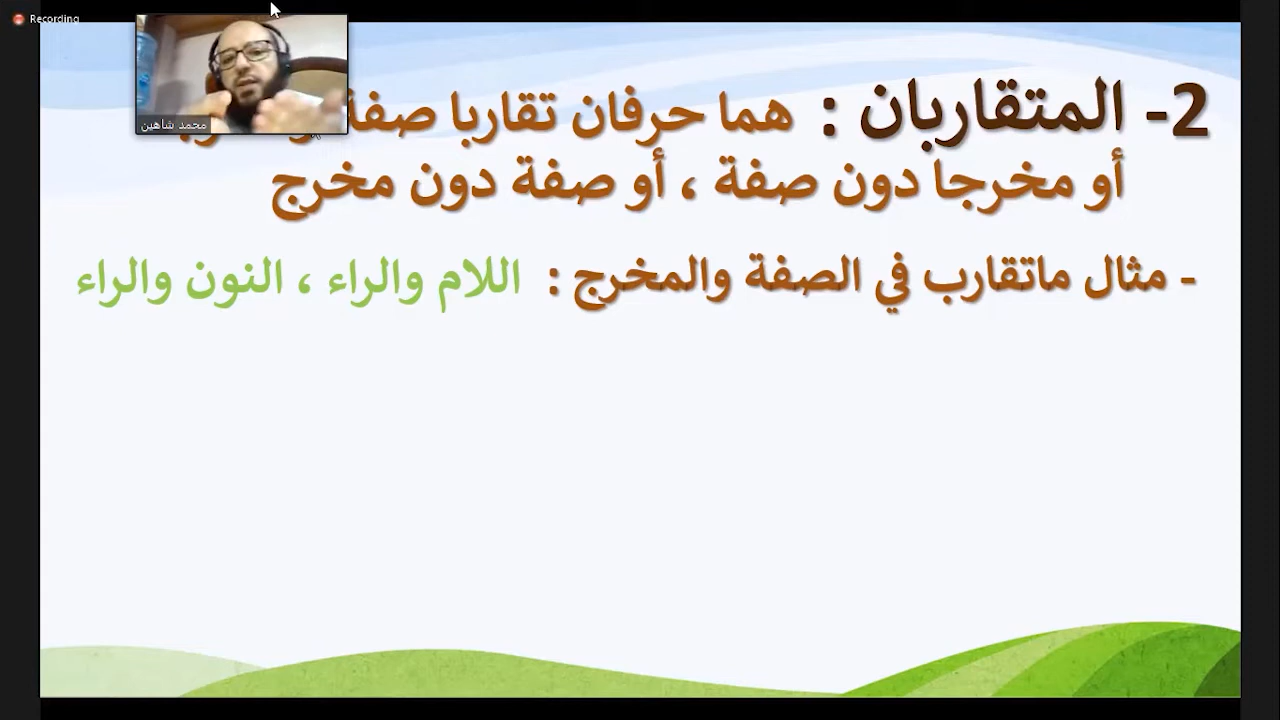 Recording
محمد شاهين
2- المتقاربان : هما حرفان تقاربا صفة
أو مخرجا دون صفة ، أو صفة دون مخرج
- مثال ماتقارب في الصفة والمخرج : اللام والراء ، النون والراء